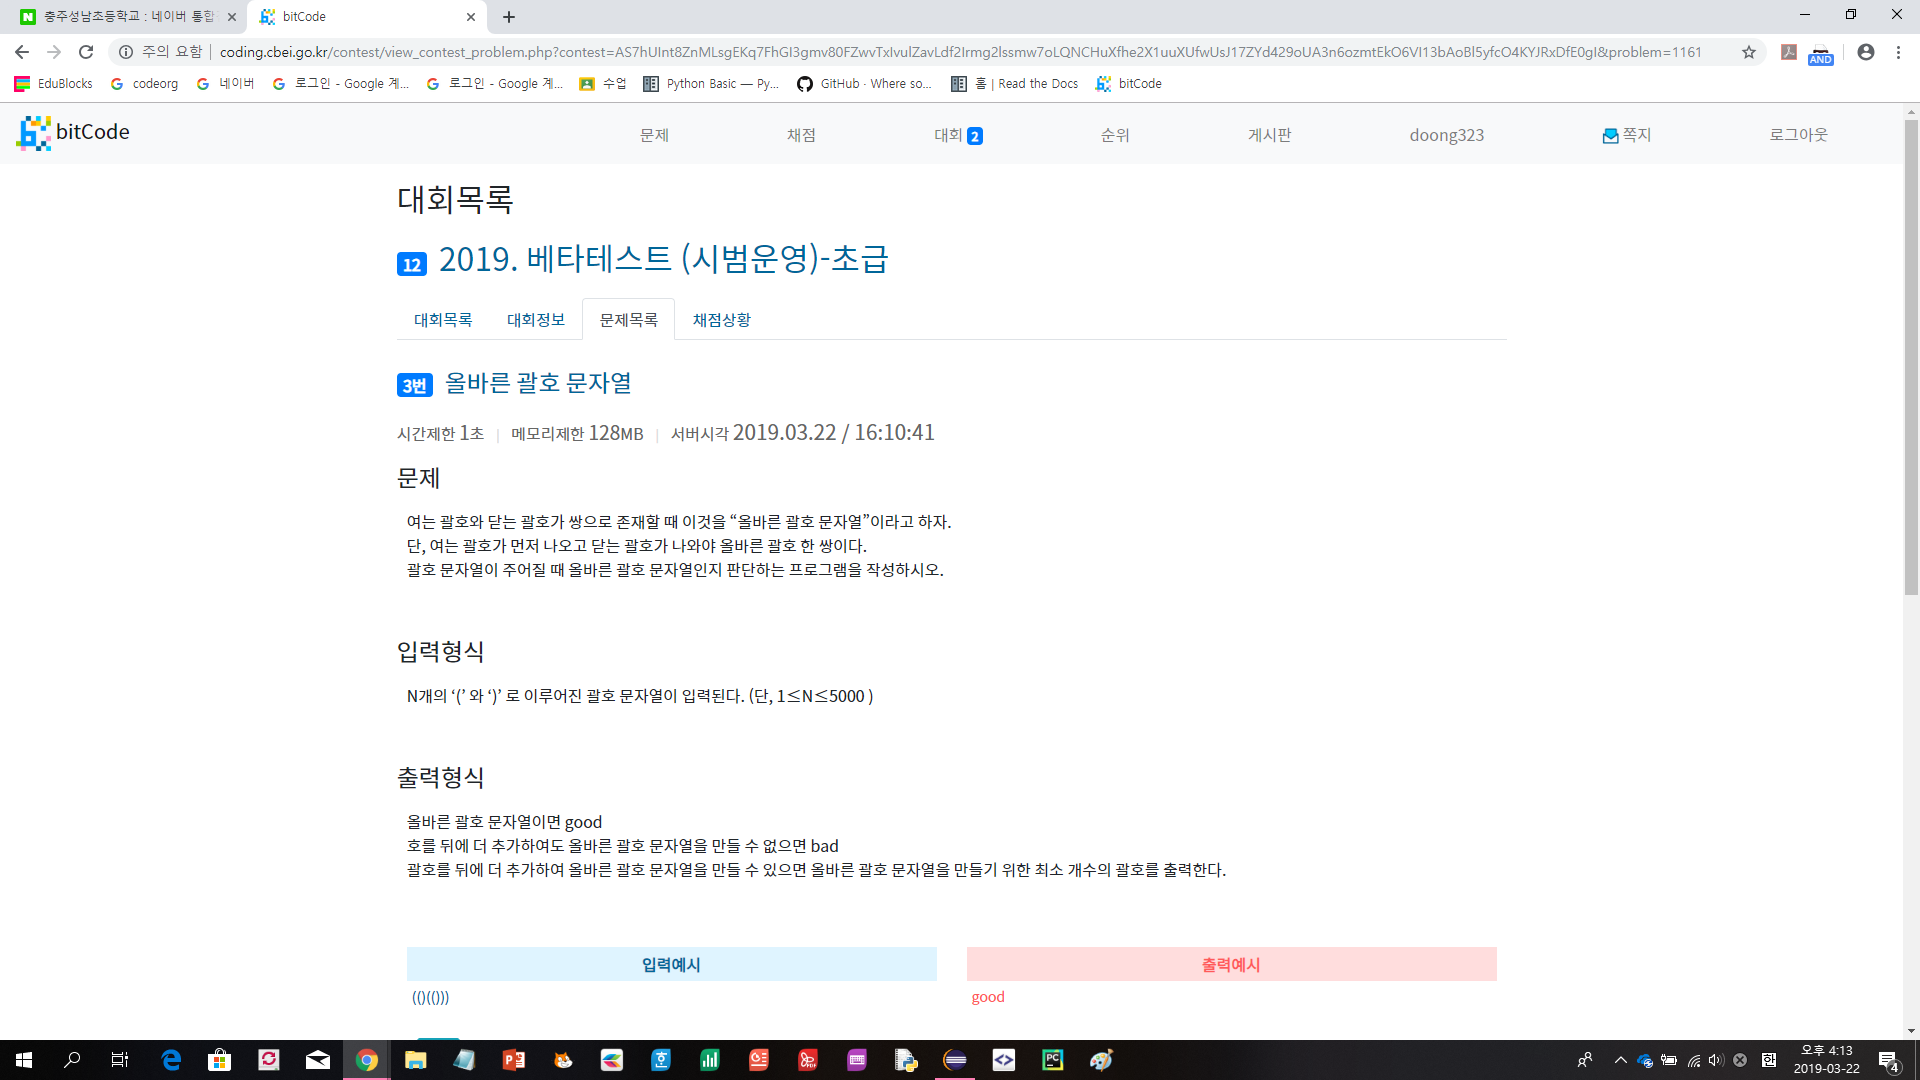 충주성남초등학교 : 네이버 통합
bitCode
주의 요함
coding.cbei.go.kr/contest/view_contest_problem.php?contest=
&problem=1161
AND
EduBlocks
codeorg
네이버
로그인 - Google 계...
로그인 - Google 계...
수업
Python Basic — Py...
GitHub · Where so...
홈 | Read the Docs
bitCode
bitCode
문제
채점
대회 2
순위
게시판
doong323
쪽지
로그아웃
대회목록
12 2019. 베타테스트 (시범운영)-초급
대회목록
대회정보
문제목록
채점상황
3번 올바른 괄호 문자열
시간제한 1초 | 메모리제한 128MB | 서버시각 2019.03.22 / 16:10:41
문제
여는 괄호와 닫는 괄호가 쌍으로 존재할 때 이것을 “올바른 괄호 문자열”이라고 하자.
단, 여는 괄호가 먼저 나오고 닫는 괄호가 나와야 올바른 괄호 한 쌍이다.
괄호 문자열이 주어질 때 올바른 괄호 문자열인지 판단하는 프로그램을 작성하시오.
입력형식
N개의 ‘(’ 와 ‘)’ 로 이루어진 괄호 문자열이 입력된다. (단, 1≤N≤5000 )
출력형식
올바른 괄호 문자열이면 good
호를 뒤에 더 추가하여도 올바른 괄호 문자열을 만들 수 없으면 bad
괄호를 뒤에 더 추가하여 올바른 괄호 문자열을 만들 수 있으면 올바른 괄호 문자열을 만들기 위한 최소 개수의 괄호를 출력한다.
입력예시
출력예시
(()(()))
good
오후 4:13
2019-03-22
4